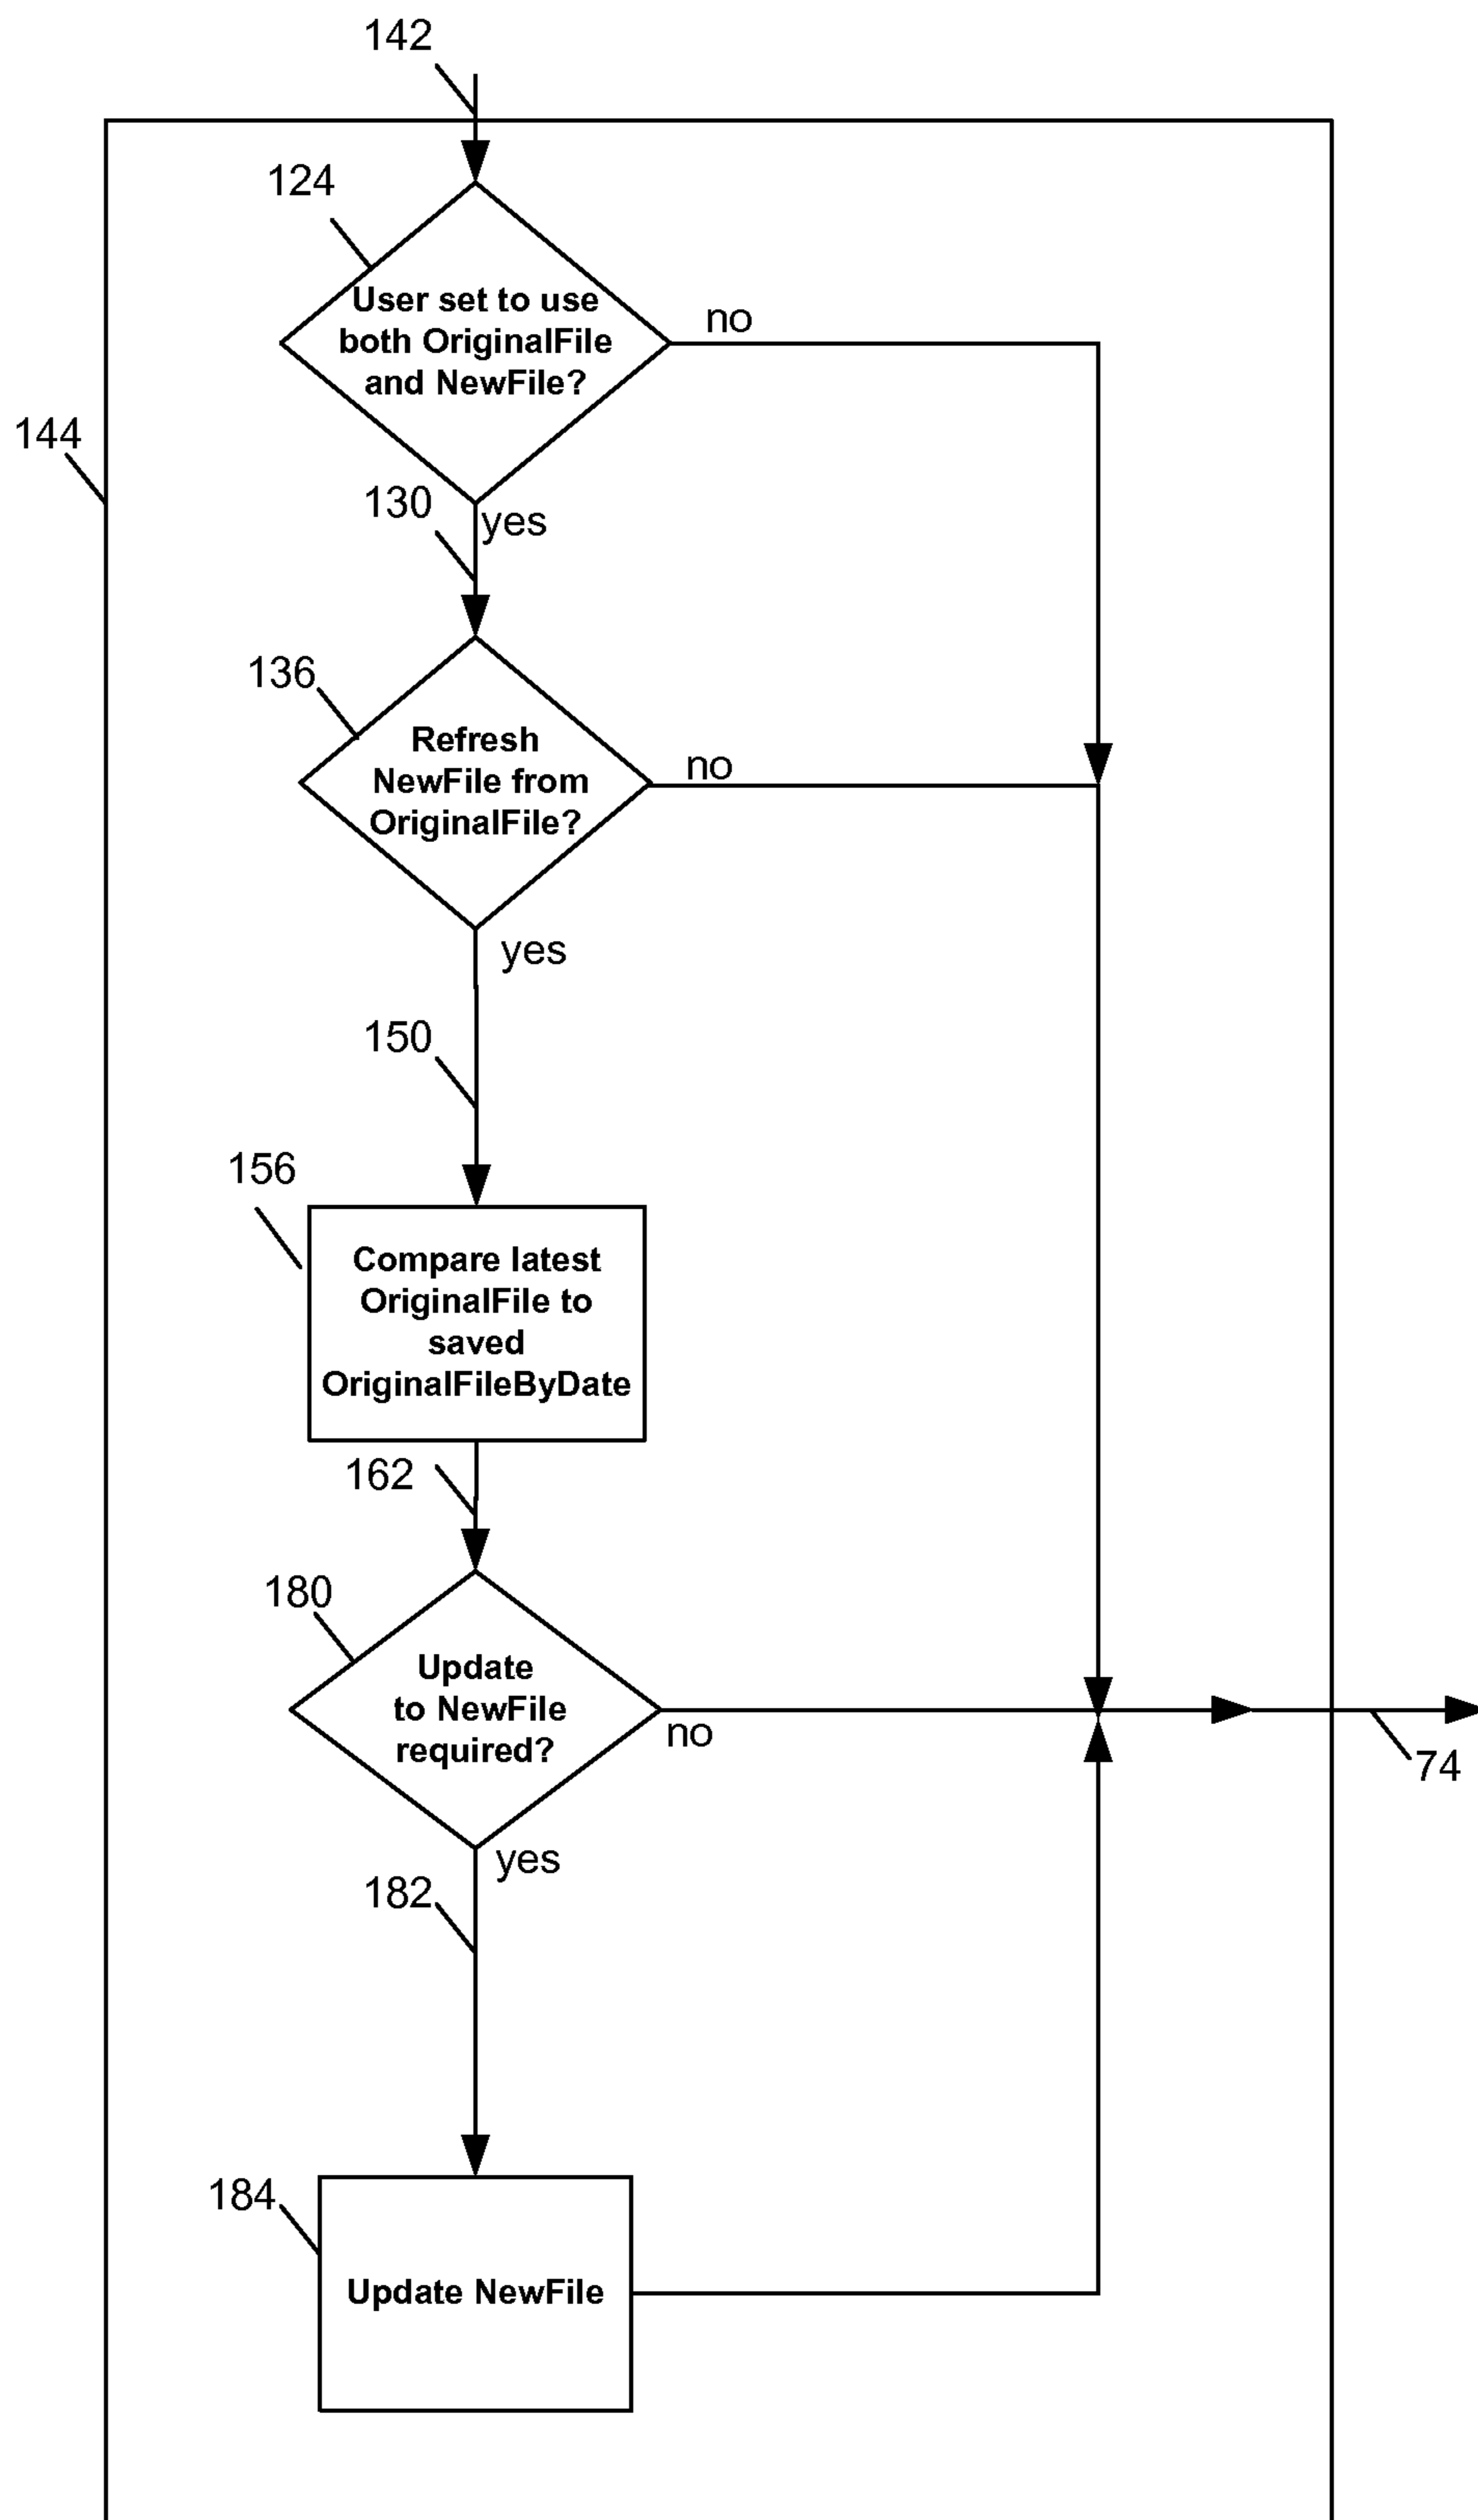 142
124
User set to use
both OriginalFile
and NewFile?
no
144
130
yes
136
Refresh
NewFile from
OriginalFile?
no
yes
150
156
Compare latest
OriginalFile to
saved
OriginalFileByDate
162
180
Update
to NewFile
required?
no
74
yes
182
184
Update NewFile